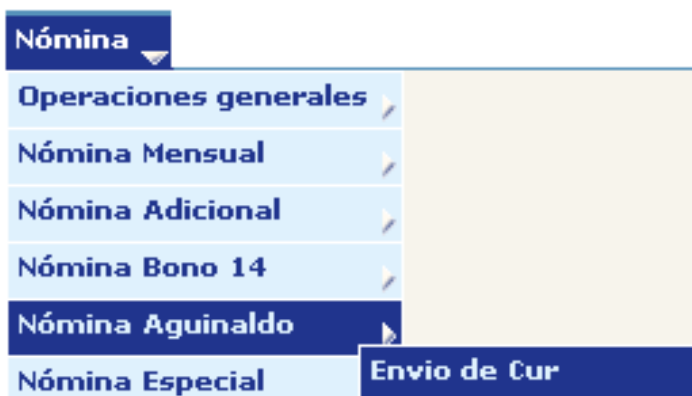 Nómina
Operaciones generales
Nómina Mensual
Nómina Adicional
Nómina Bono 14
Nómina Aguinaldo
Envio de Cur
Nómina Especial